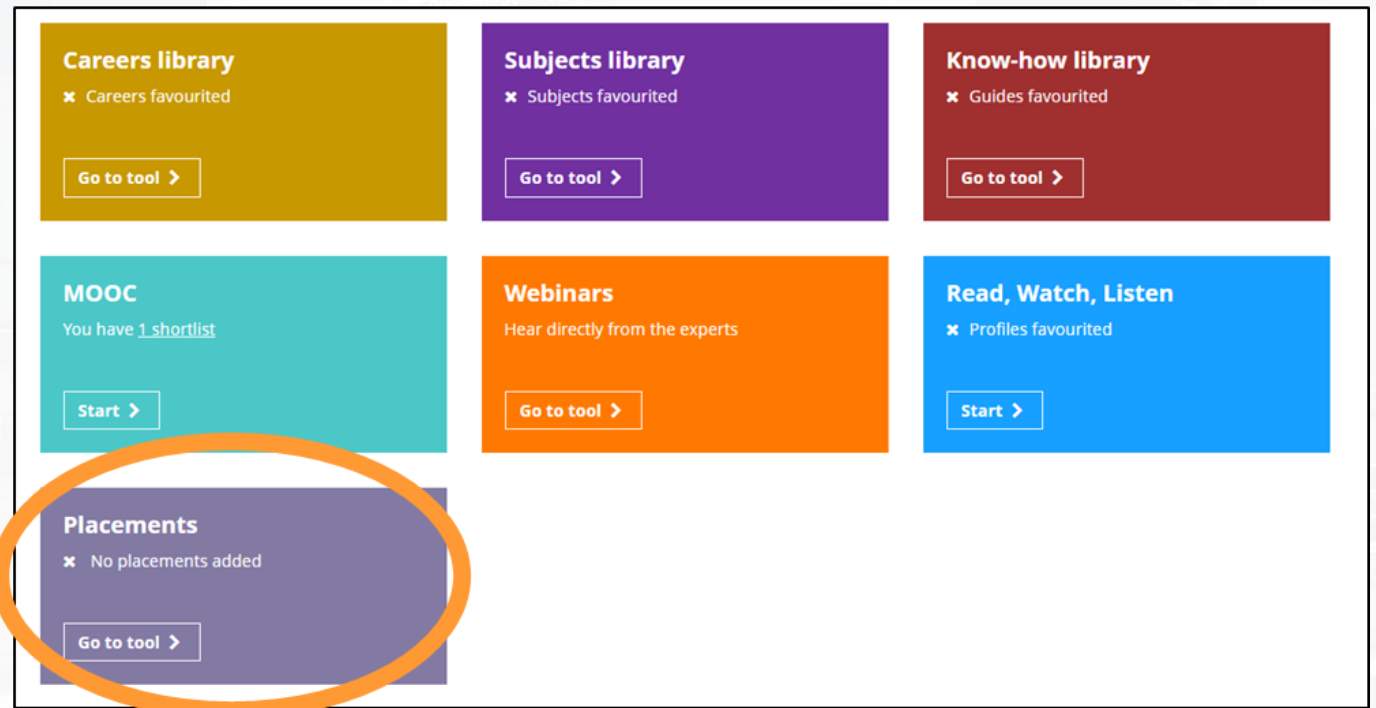 Careers library
✖ Careers favourited
Go to tool ❯
Subjects library
✖ Subjects favourited
Go to tool ❯
Know-how library
✖ Guides favourited
Go to tool ❯
MOOC
You have 1 shortlist
Start ❯
Webinars
Hear directly from the experts
Go to tool ❯
Read, Watch, Listen
✖ Profiles favourited
Start ❯
Placements
✖ No placements added
Go to tool ❯